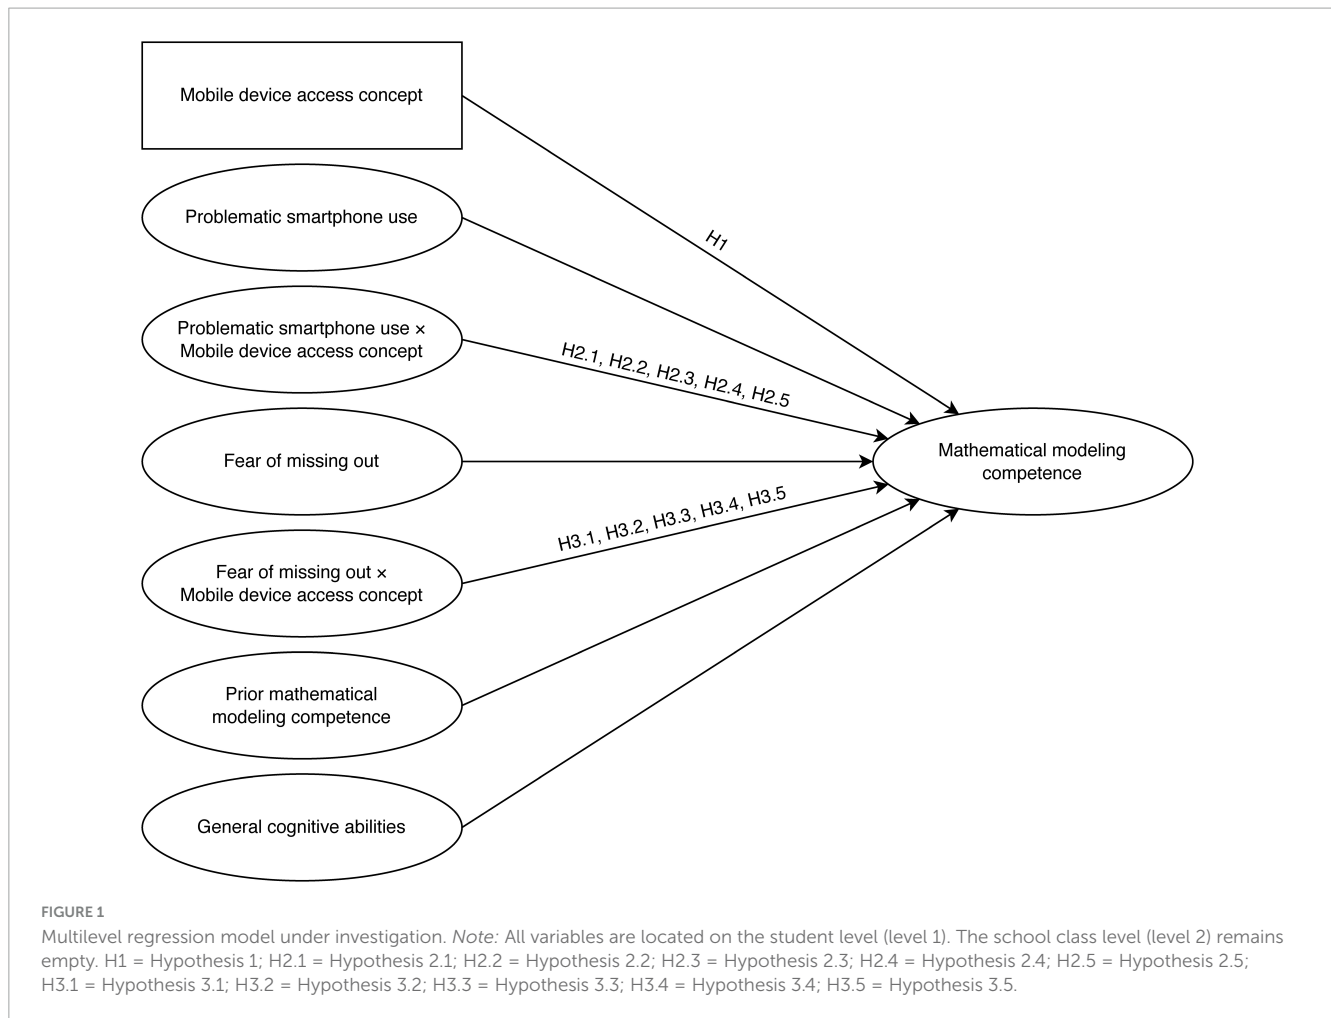 Mobile device access concept
H1
Problematic smartphone use
Problematic smartphone use ×
Mobile device access concept
H2.1, H2.2, H2.3, H2.4, H2.5
Fear of missing out
Mathematical modeling
competence
H3.1, H3.2, H3.3, H3.4, H3.5
Fear of missing out ×
Mobile device access concept
Prior mathematical
modeling competence
General cognitive abilities
FIGURE 1
Multilevel regression model under investigation. Note: All variables are located on the student level (level 1). The school class level (level 2) remains
empty. H1 = Hypothesis 1; H2.1 = Hypothesis 2.1; H2.2 = Hypothesis 2.2; H2.3 = Hypothesis 2.3; H2.4 = Hypothesis 2.4; H2.5 = Hypothesis 2.5;
H3.1 = Hypothesis 3.1; H3.2 = Hypothesis 3.2; H3.3 = Hypothesis 3.3; H3.4 = Hypothesis 3.4; H3.5 = Hypothesis 3.5.